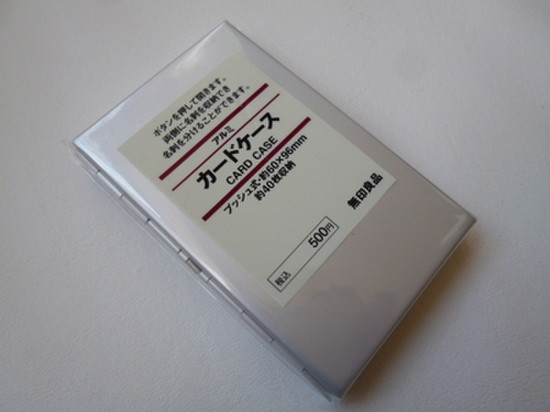 ボタンを押して開きます。
両側に名刺を収納でき
名刺を分けることができます。
アルミ
カードケース
CARD CASE
プッシュ式・約60×96mm
約40枚収納
税込
500円
無印良品